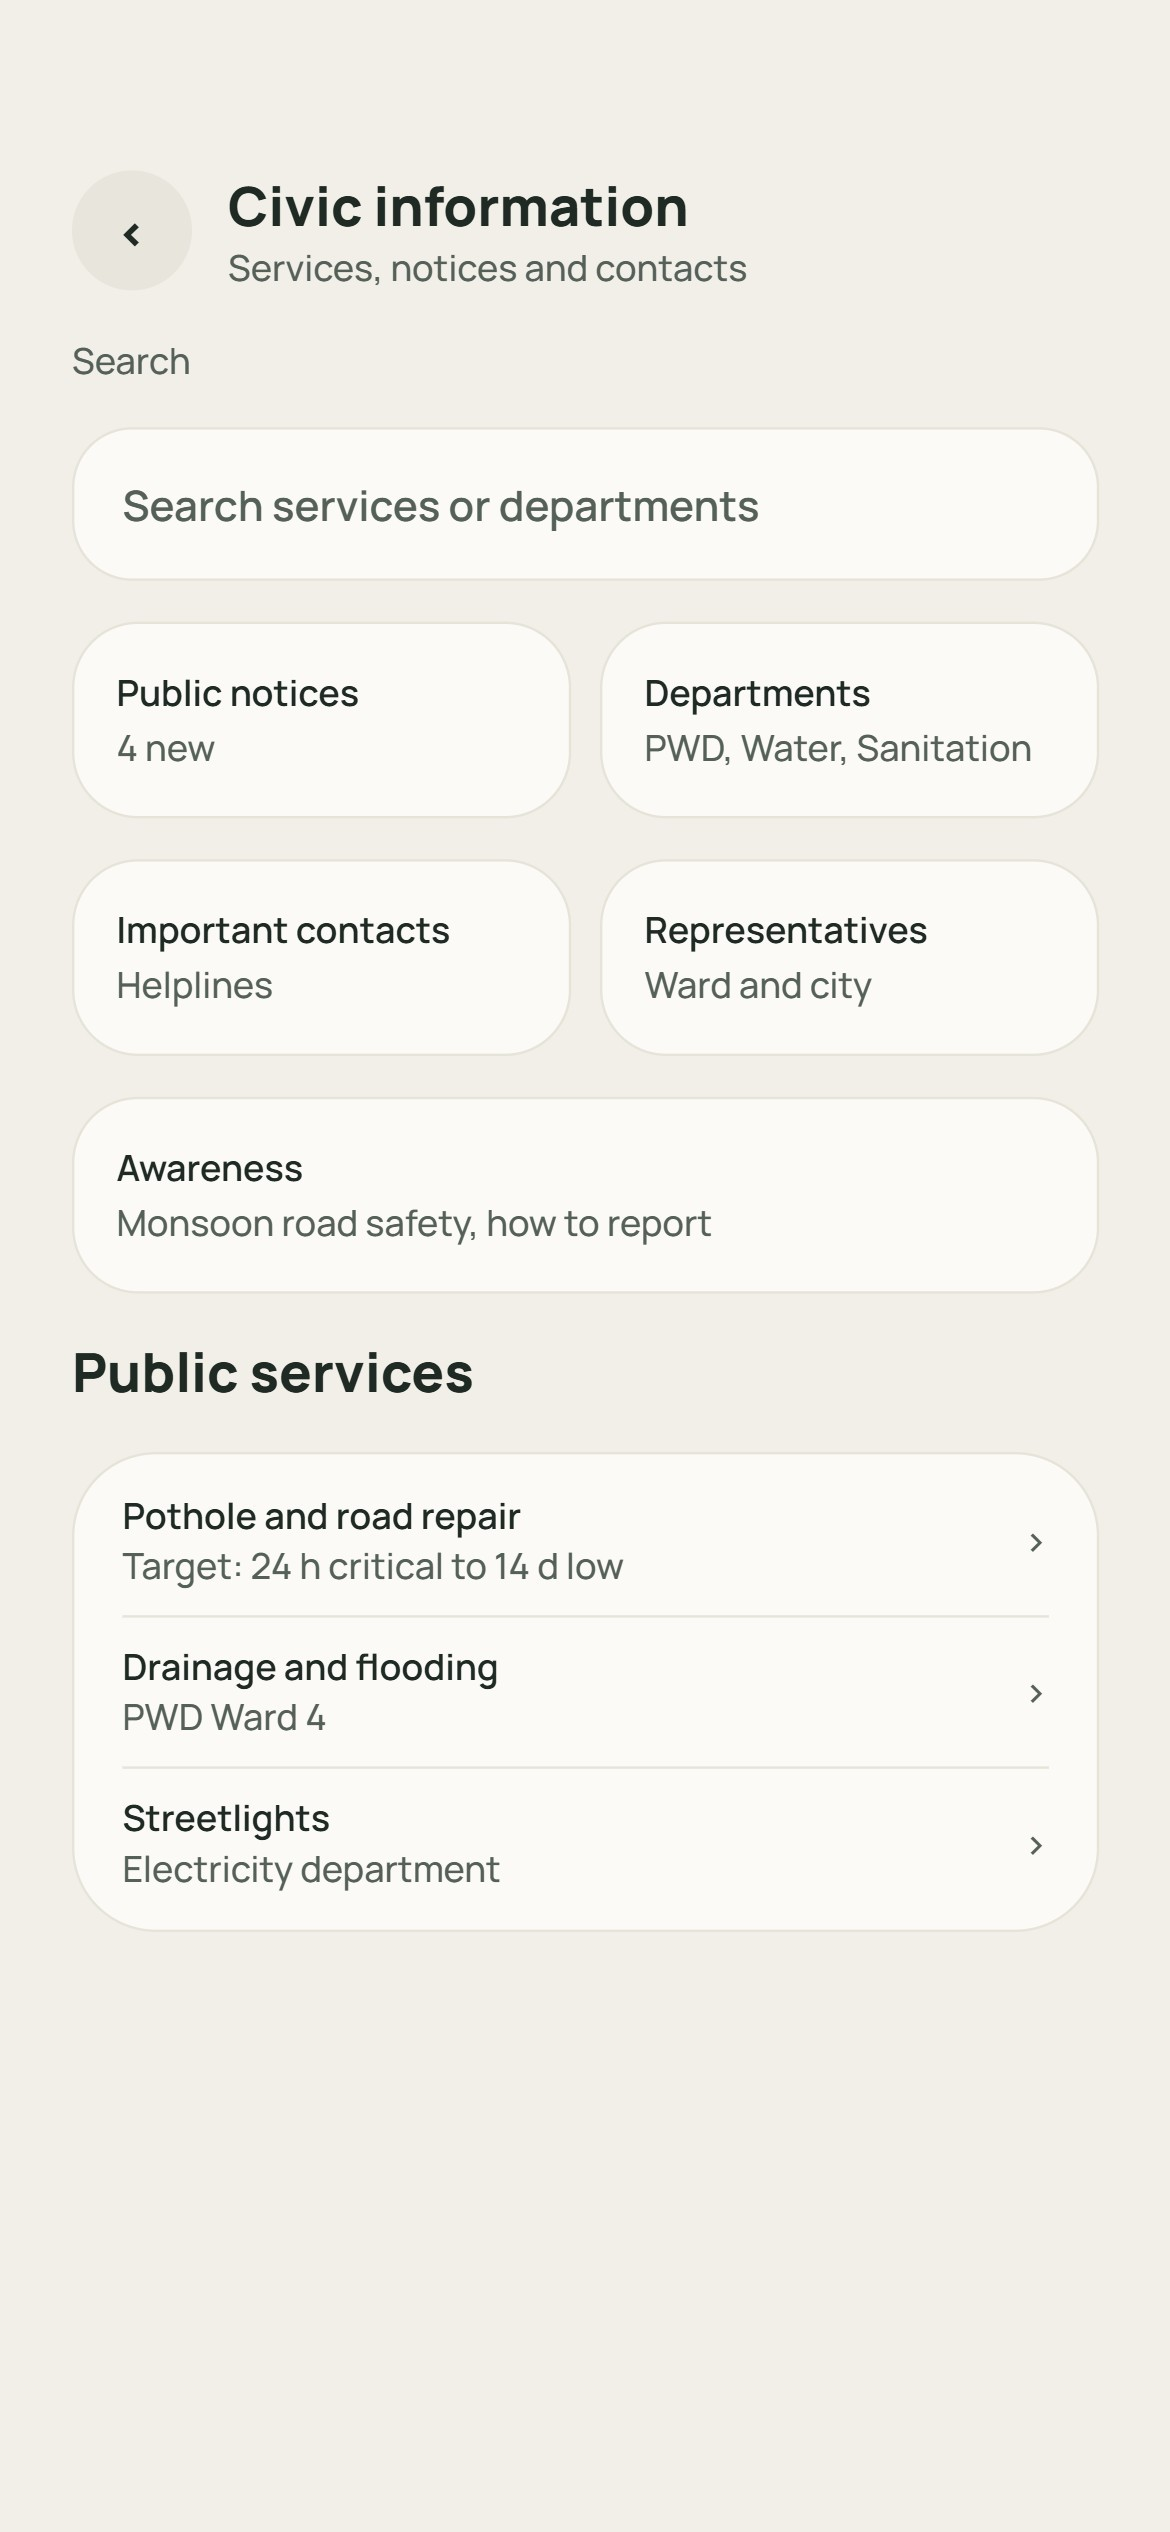 Civic information
Services, notices and contacts
Search
Search services or departments
Public notices
4 new
Departments
PWD, Water, Sanitation
Important contacts
Helplines
Representatives
Ward and city
Awareness
Monsoon road safety, how to report
Public services
Pothole and road repair
Target: 24 h critical to 14 d low
Drainage and flooding
PWD Ward 4
Streetlights
Electricity department